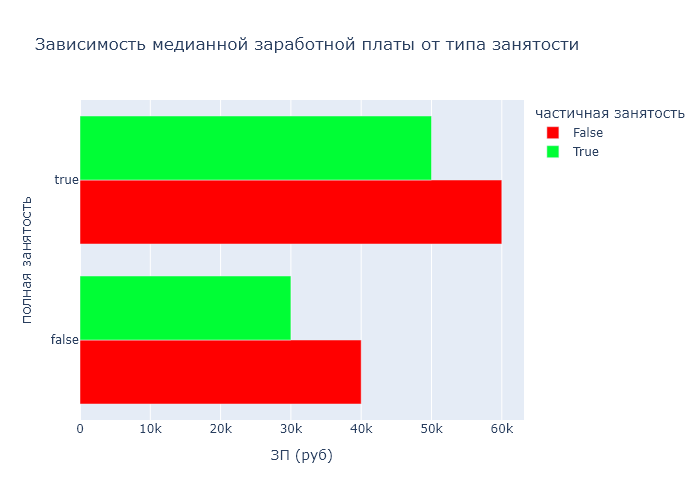 Зависимость медианной заработной платы от типа занятости
частичная занятость
False
True
полная занятость
true
false
0 10k 20k 30k 40k 50k 60k
ЗП (руб)